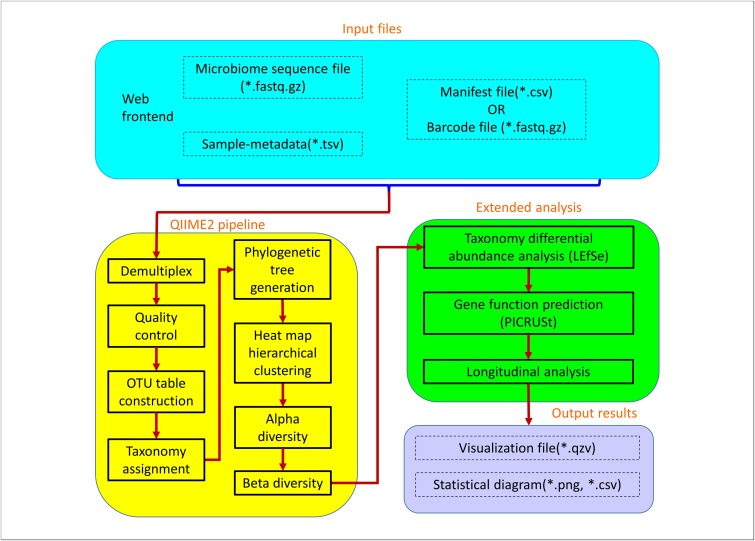 Input files
Web
frontend
Microbiome sequence file
(*.fastq.gz)
Sample-metadata(*.tsv)
Manifest file(*.csv)
OR
Barcode file (*.fastq.gz)
QIIME2 pipeline
Demultiplex
Quality
control
OTU table
construction
Taxonomy
assignment
Phylogenetic
tree
generation
Heat map
hierarchical
clustering
Alpha
diversity
Beta diversity
Extended analysis
Taxonomy differential
abundance analysis (LEfSe)
Gene function prediction
(PICRUSt)
Longitudinal analysis
Output results
Visualization file(*.qzv)
Statistical diagram(*.png, *.csv)